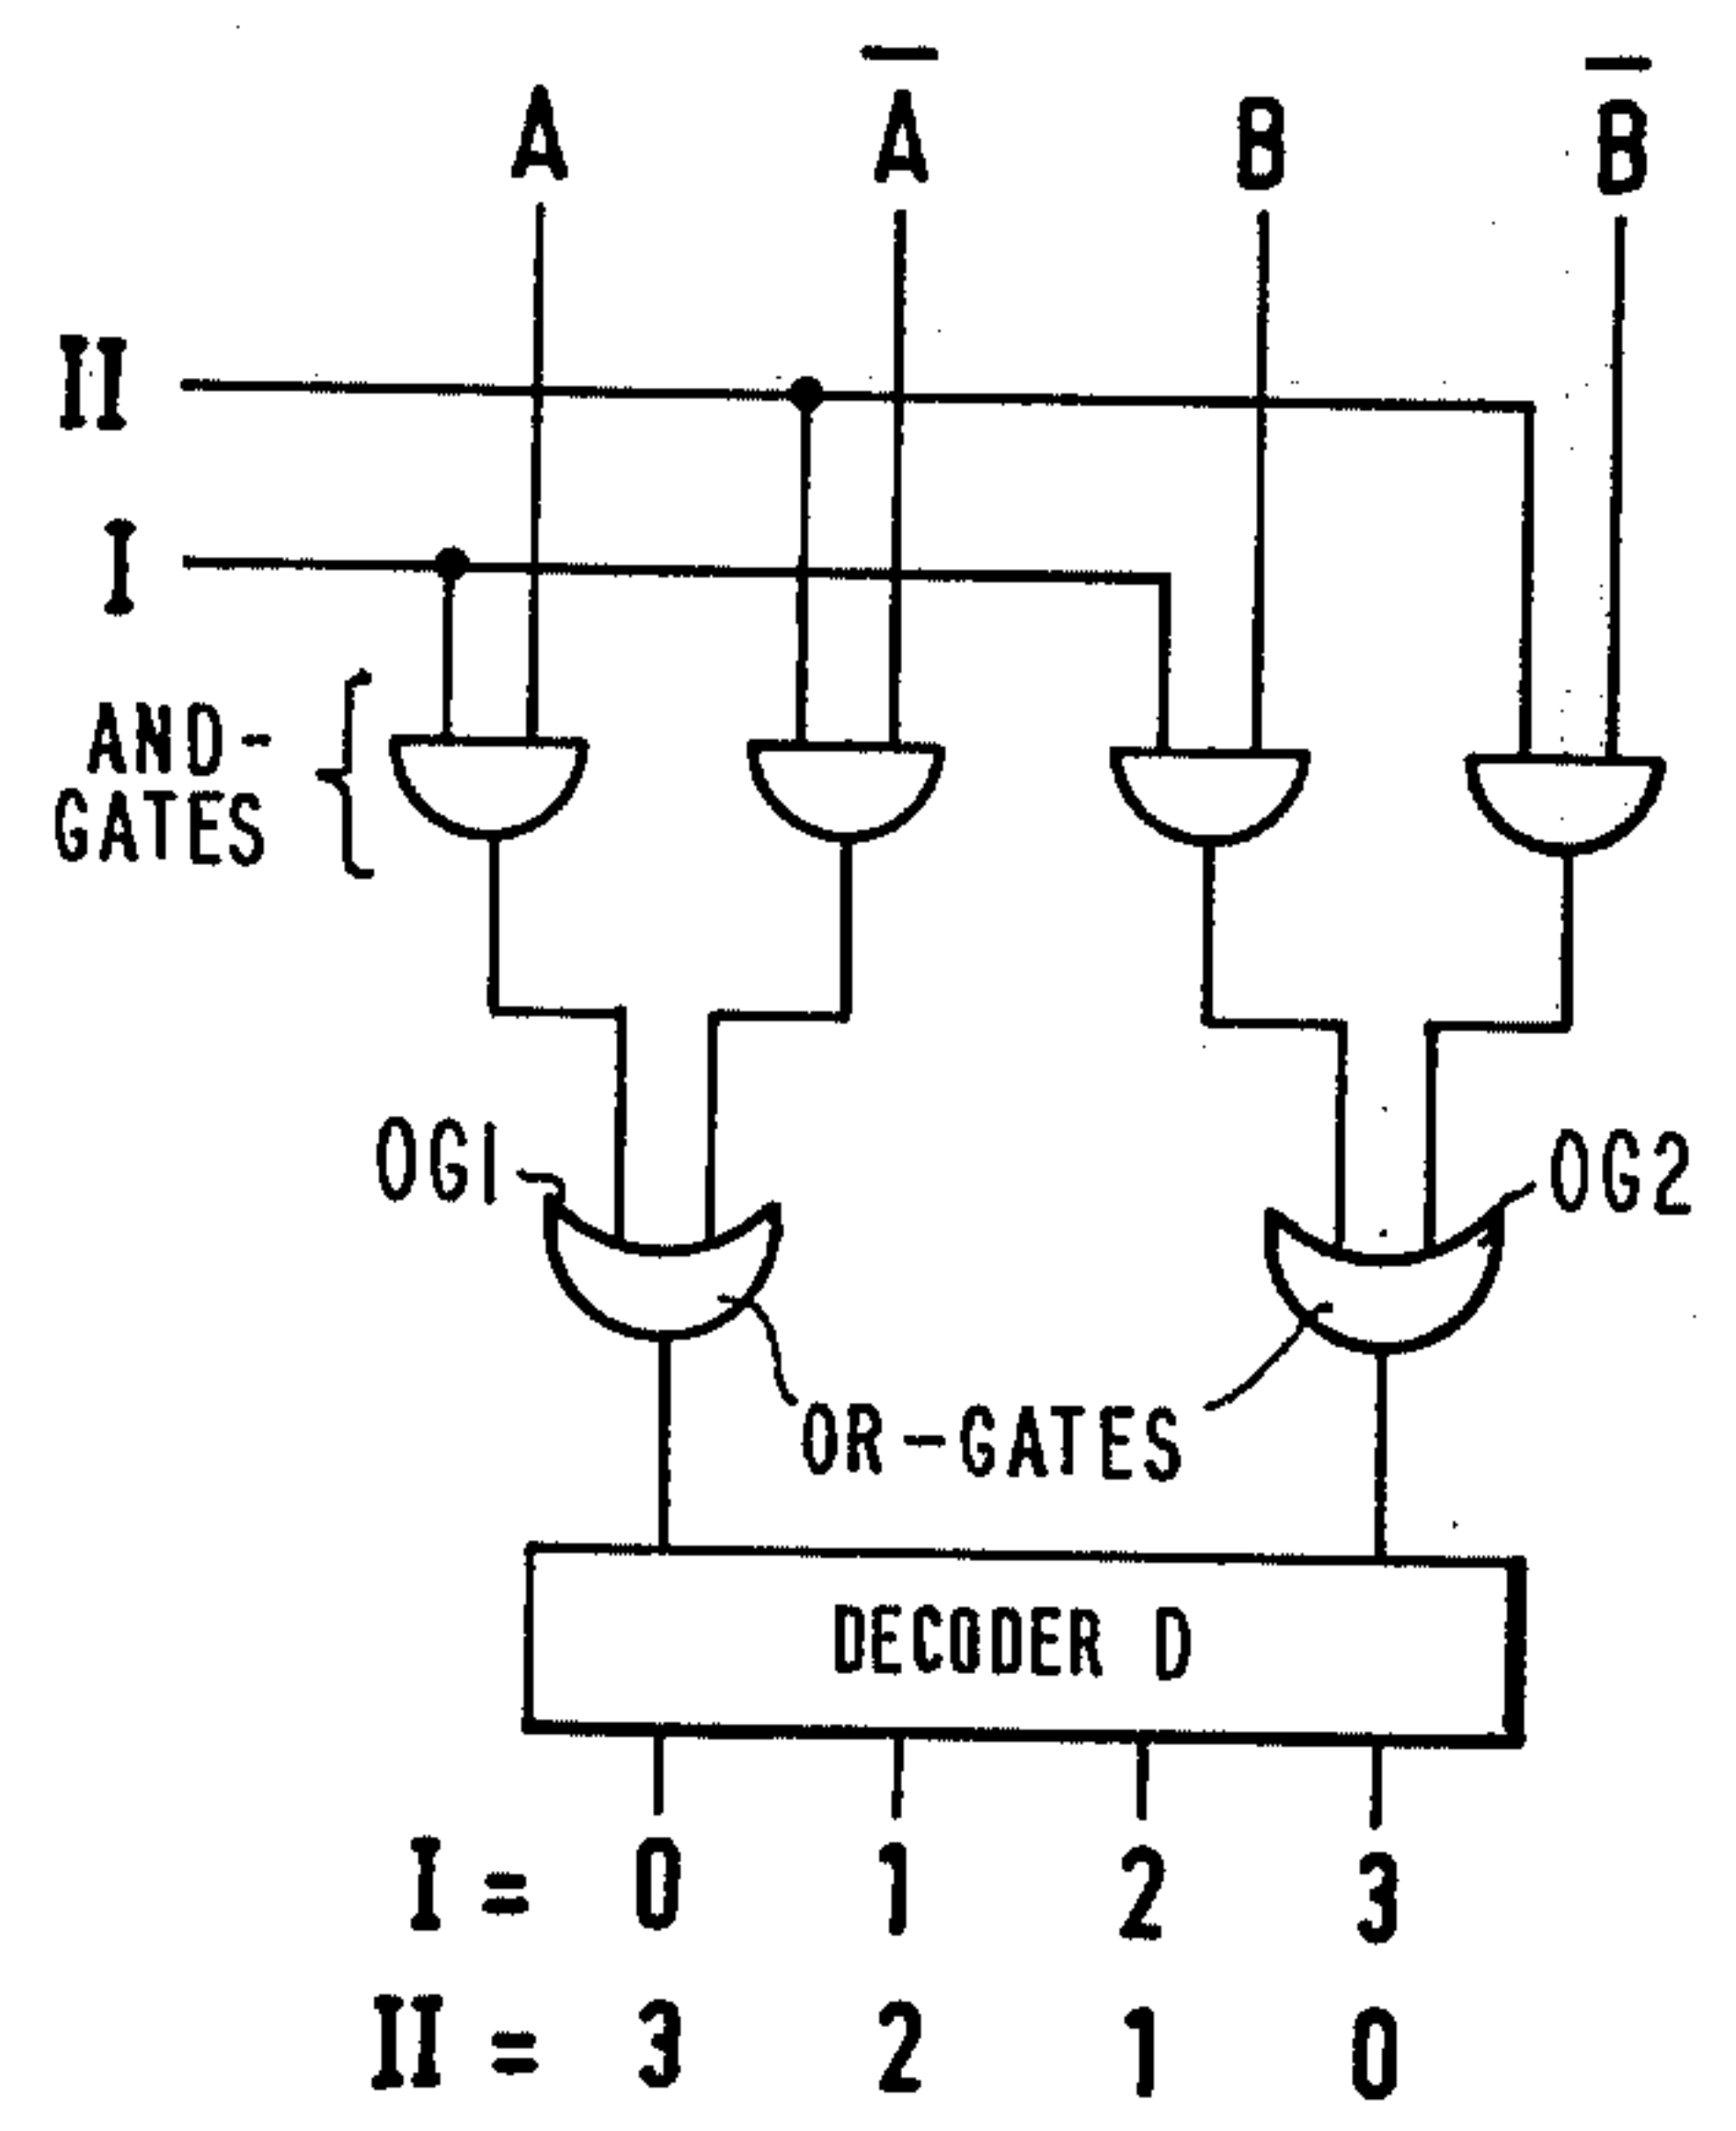 A Ā B B̄
II
I
AND-
GATES
OG1
OG2
OR-GATES
DECODER D
I = 0 1 2 3
II = 3 2 1 0